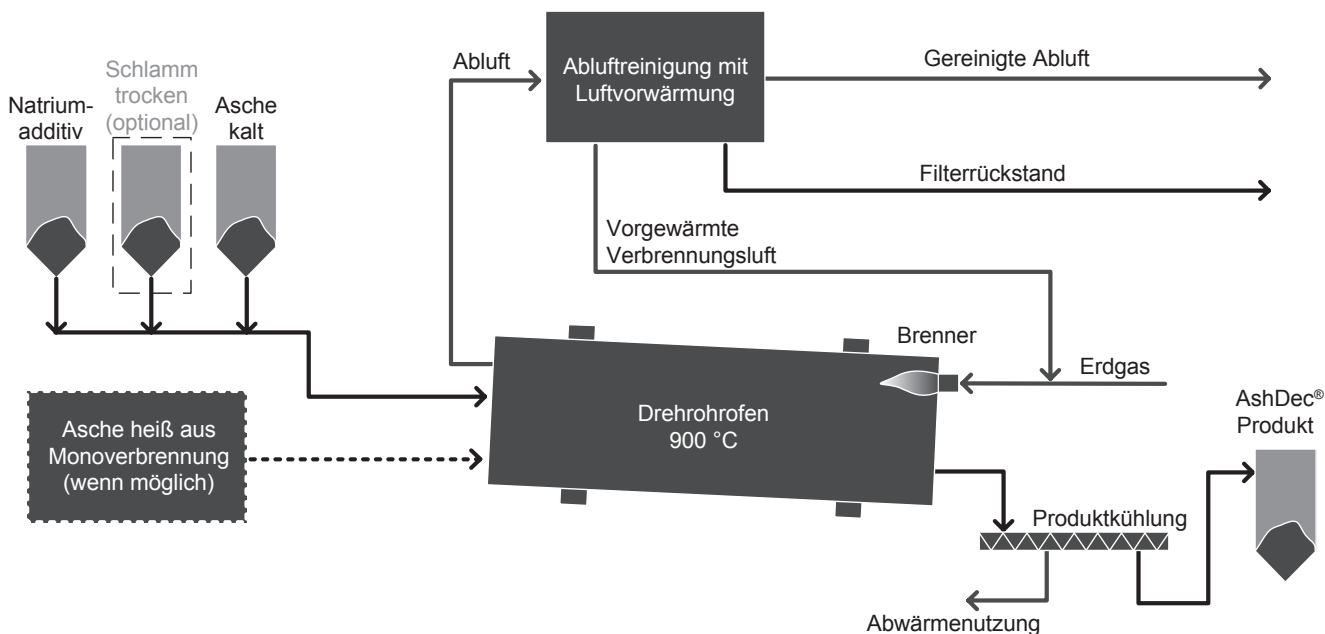 Natrium-
additiv
Schlamm
trocken
(optional)
Asche
kalt
Abluft
Abluftreinigung mit
Luftvorwärmung
Gereinigte Abluft
Filterrückstand
Vorgewärmte
Verbrennungsluft
Brenner
Erdgas
Asche heiß aus
Monoverbrennung
(wenn möglich)
Drehrohrofen
900 °C
AshDec®
Produkt
Produktkühlung
Abwärmenutzung